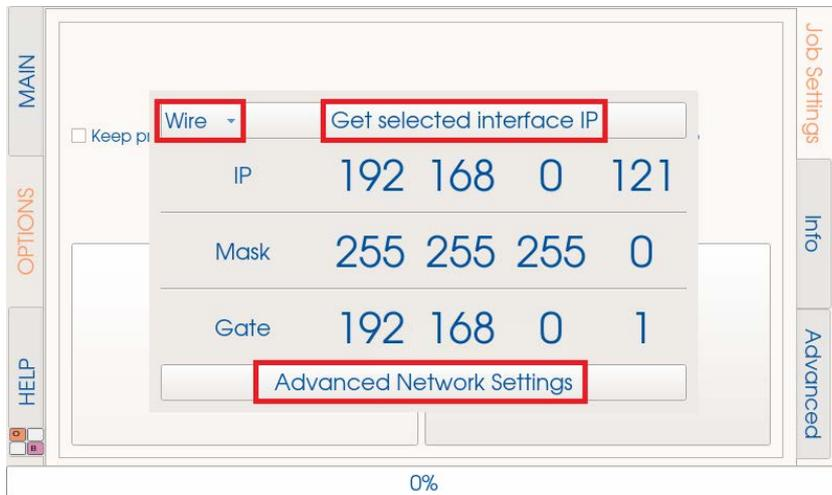 MAIN
OPTIONS
HELP
O
B
Keep pr
Wire
Get selected interface IP
IP 192 168 0 121
Mask 255 255 255 0
Gate 192 168 0 1
Advanced Network Settings
Job Settings
Info
Advanced
0%